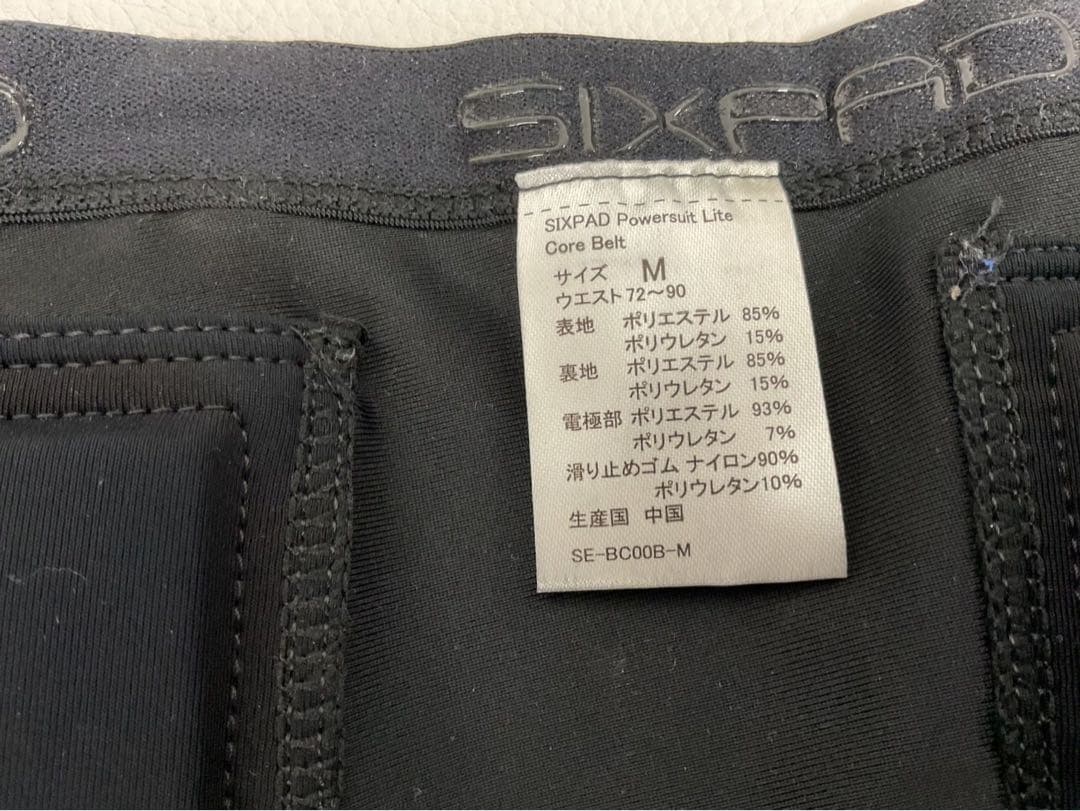 SIXPAD
SIXPAD Powersuit Lite
Core Belt
サイズ M
ウエスト 72～90
表地 ポリエステル 85%
ポリウレタン 15%
裏地 ポリエステル 85%
ポリウレタン 15%
電極部 ポリエステル 93%
ポリウレタン 7%
滑り止めゴム ナイロン90%
ポリウレタン10%
生産国 中国
SE-BC00B-M